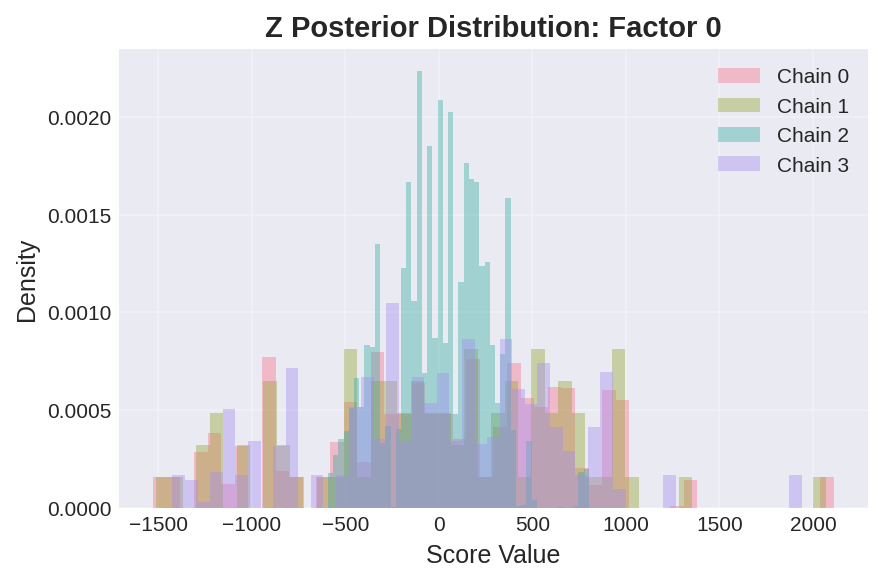 Z Posterior Distribution: Factor 0
Chain 0
Chain 1
Chain 2
Chain 3
Density
0.0020
0.0015
0.0010
0.0005
0.0000
−1500 −1000 −500 0 500 1000 1500 2000
Score Value